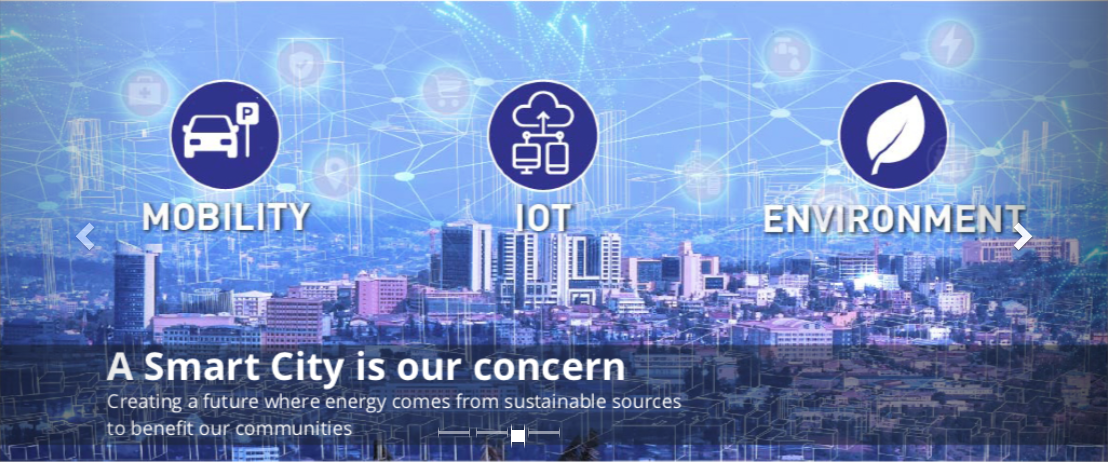 P
MOBILITY
IOT
ENVIRONMENT
A Smart City is our concern
Creating a future where energy comes from sustainable sources
to benefit our communities